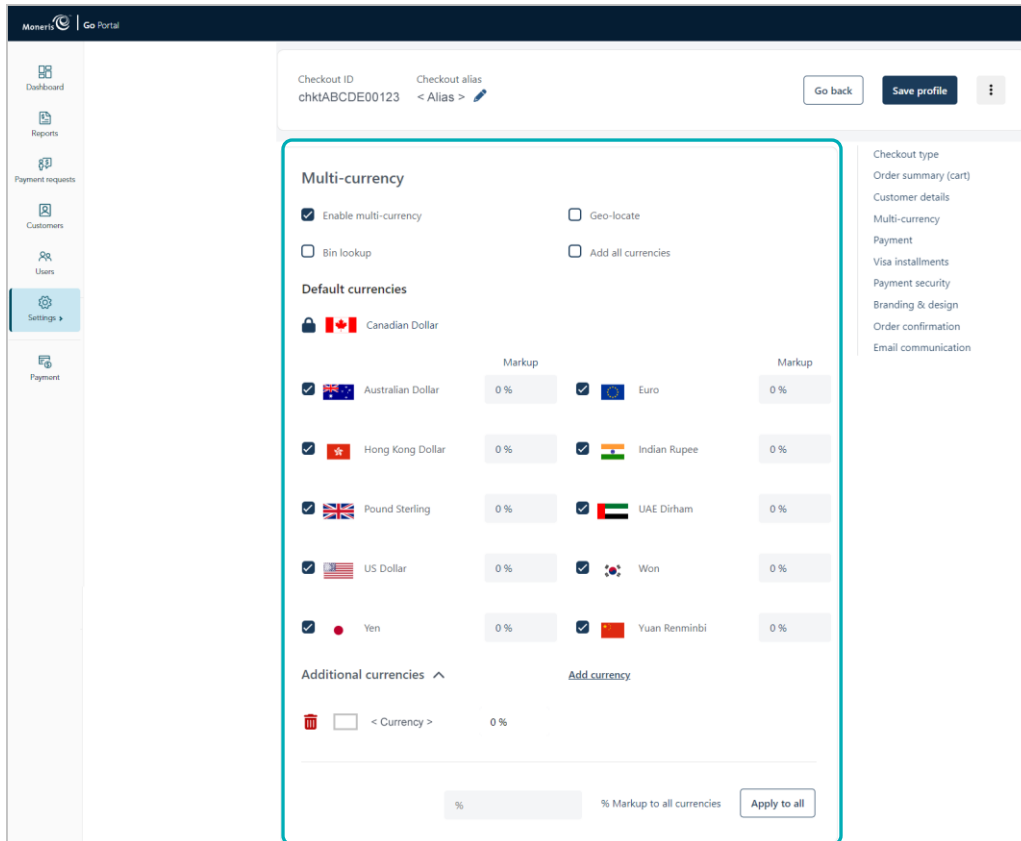 Moneris Go Portal
Dashboard
Reports
Payment requests
Customers
Users
Settings
Payment
Checkout ID Checkout alias
chktABCDE00123 < Alias >
Go back Save profile
Multi-currency
Enable multi-currency Geo-locate
Bin lookup Add all currencies
Default currencies
Canadian Dollar
Markup Markup
Australian Dollar 0 % Euro 0 %
Hong Kong Dollar 0 % Indian Rupee 0 %
Pound Sterling 0 % UAE Dirham 0 %
US Dollar 0 % Won 0 %
Yen 0 % Yuan Renminbi 0 %
Additional currencies Add currency
< Currency > 0 %
% % Markup to all currencies Apply to all
Checkout type
Order summary (cart)
Customer details
Multi-currency
Payment
Visa installments
Payment security
Branding & design
Order confirmation
Email communication